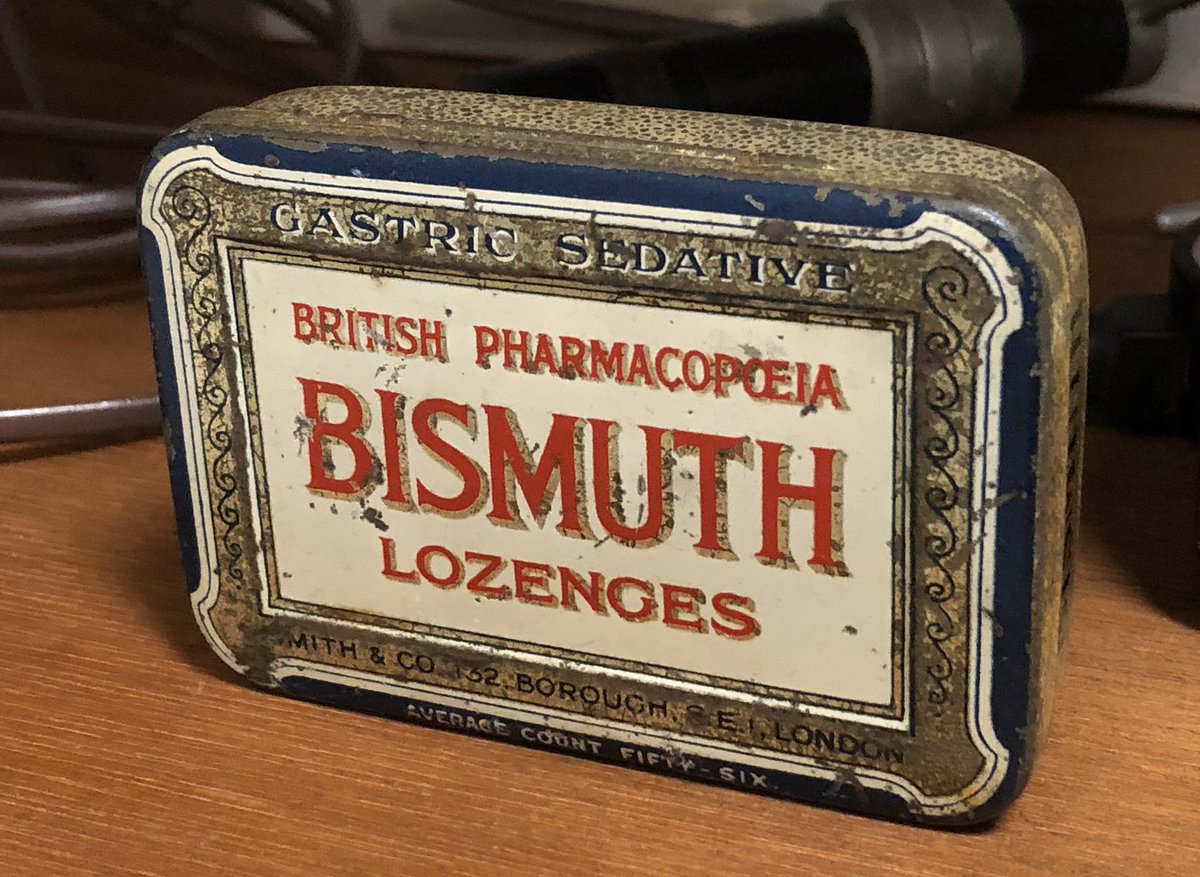 GASTRIC SEDATIVE
BRITISH PHARMACOPŒIA
BISMUTH
LOZENGES
MITH & CO. 132, BOROUGH, S.E.1, LONDON
AVERAGE COUNT FIFTY-SIX